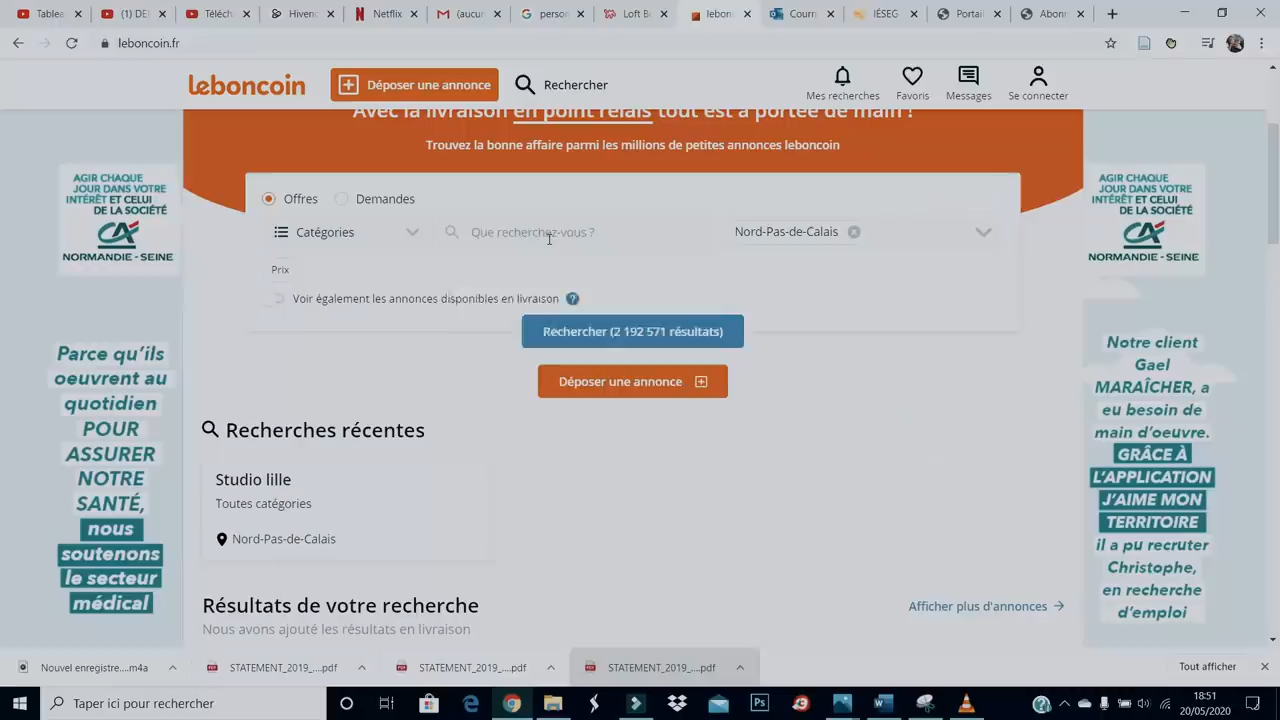 Tablea
(1) DEI
Téléch
Hivenc
Netflix
(aucur
person
Loft Bo
lebonc
Courri
IÉSEG
Portail
Abonn
leboncoin.fr
leboncoin
Déposer une annonce
Rechercher
Mes recherches
Favoris
Messages
Se connecter
Avec la livraison en point relais tout est à portée de main !
Trouvez la bonne affaire parmi les millions de petites annonces leboncoin
Offres
Demandes
Catégories
Que recherchez-vous ?
Nord-Pas-de-Calais
Prix
Voir également les annonces disponibles en livraison ?
Rechercher (2 192 571 résultats)
Déposer une annonce
Recherches récentes
Studio lille
Toutes catégories
Nord-Pas-de-Calais
Résultats de votre recherche
Afficher plus d'annonces
Nous avons ajouté les résultats en livraison
AGIR CHAQUE
JOUR DANS VOTRE
INTÉRÊT ET CELUI
DE LA SOCIÉTÉ
CA
NORMANDIE - SEINE
Parce qu'ils
oeuvrent au
quotidien
POUR
ASSURER
NOTRE
SANTÉ,
nous
soutenons
le secteur
médical
AGIR CHAQUE
JOUR DANS VOTRE
INTÉRÊT ET CELUI
DE LA SOCIÉTÉ
CA
NORMANDIE - SEINE
Notre client
Gael
MARAÎCHER, a
eu besoin de
main d'oeuvre.
GRÂCE À
L'APPLICATION
J'AIME MON
TERRITOIRE
il a pu recruter
Christophe,
en recherche
d'emploi
Nouvel enregistre....m4a
STATEMENT_2019_....pdf
STATEMENT_2019_....pdf
STATEMENT_2019_....pdf
Tout afficher
Taper ici pour rechercher
18:51
20/05/2020